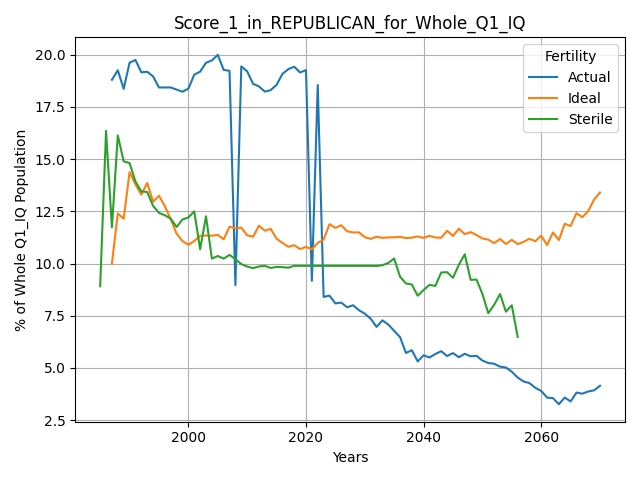 Score_1_in_REPUBLICAN_for_Whole_Q1_IQ
Fertility
Actual
Ideal
Sterile
% of Whole Q1_IQ Population
20.0
17.5
15.0
12.5
10.0
7.5
5.0
2.5
2000
2020
2040
2060
Years